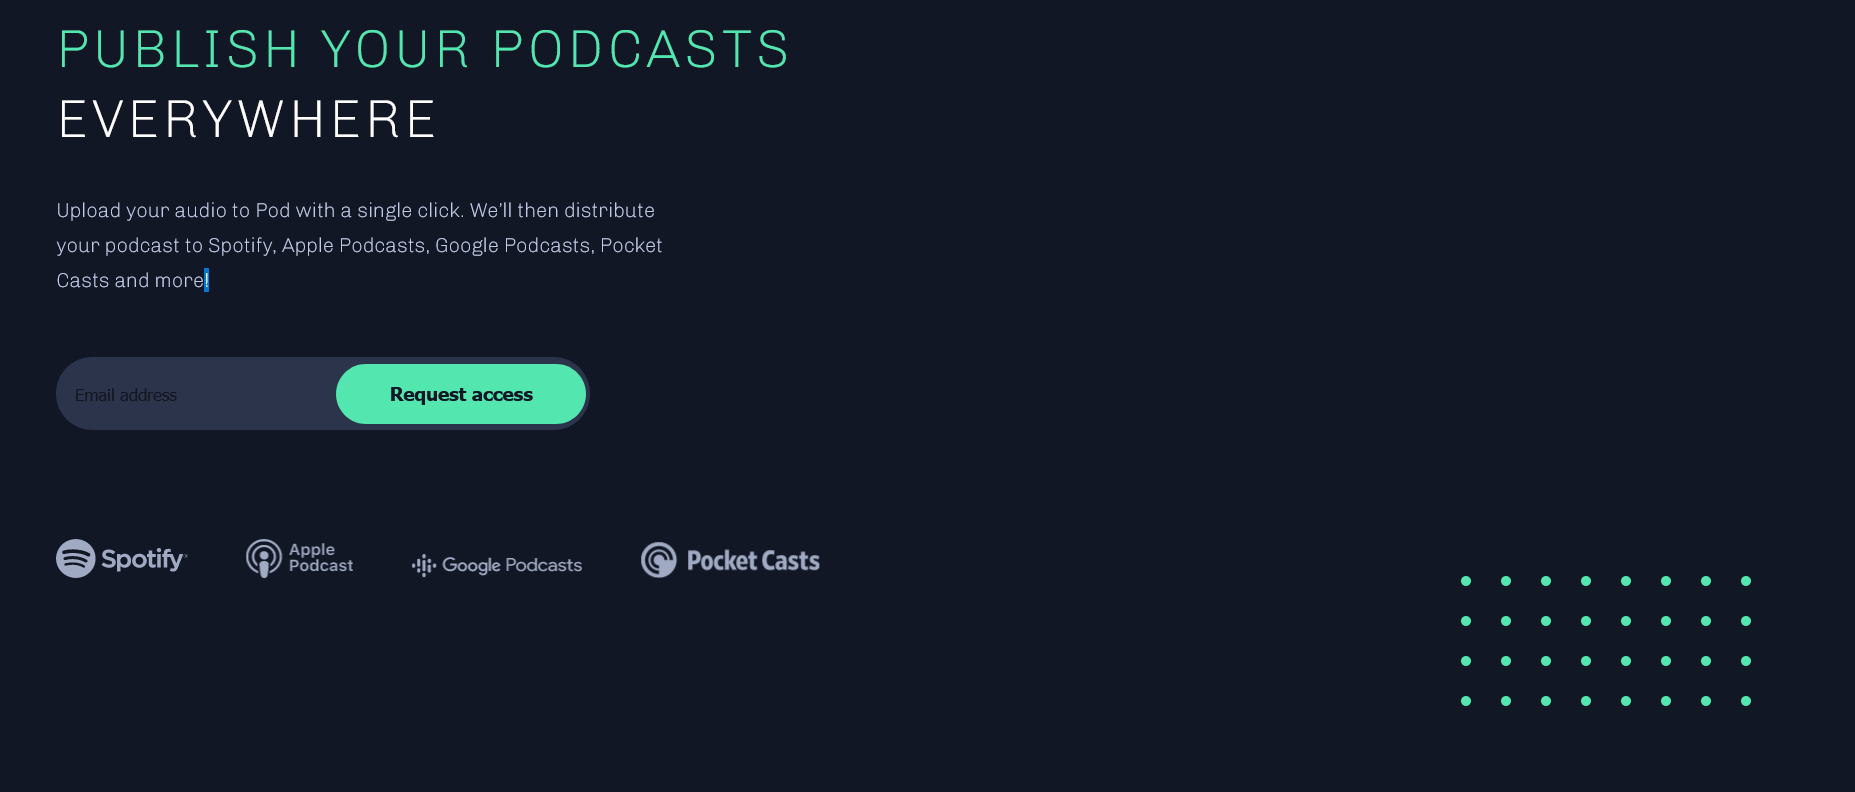 PUBLISH YOUR PODCASTS
EVERYWHERE
Upload your audio to Pod with a single click. We'll then distribute
your podcast to Spotify, Apple Podcasts, Google Podcasts, Pocket
Casts and more!
Email address
Request access
Spotify
Apple
Podcast
Google Podcasts
Pocket Casts